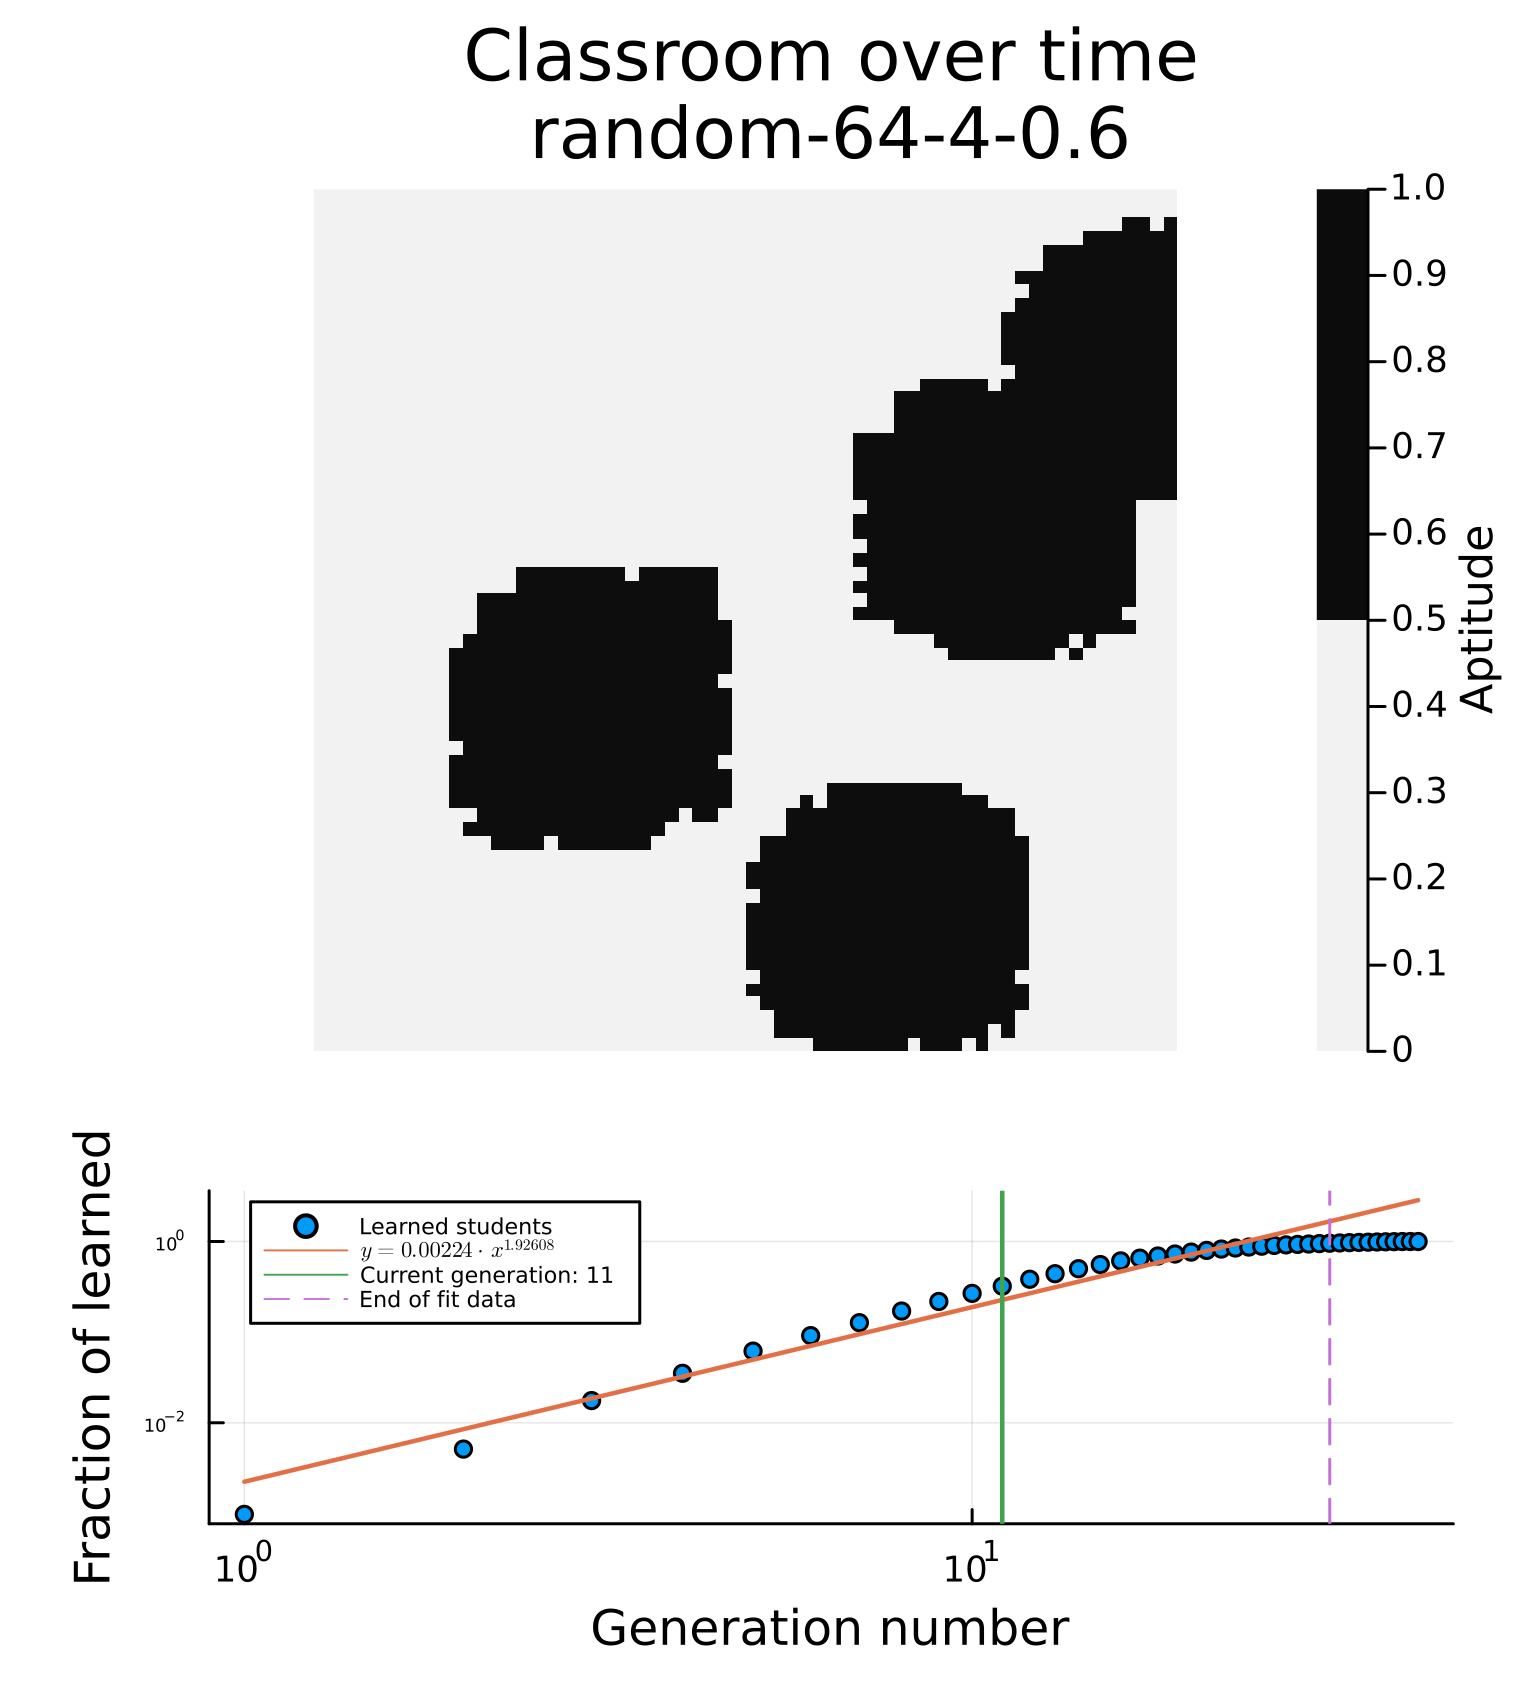 Classroom over time
random-64-4-0.6
1.0
0.9
0.8
0.7
0.6
0.5
0.4
0.3
0.2
0.1
0
Aptitude
Fraction of learned
10^0
10^-2
Learned students
y = 0.00224 · x^1.92608
Current generation: 11
End of fit data
10^0
10^1
Generation number